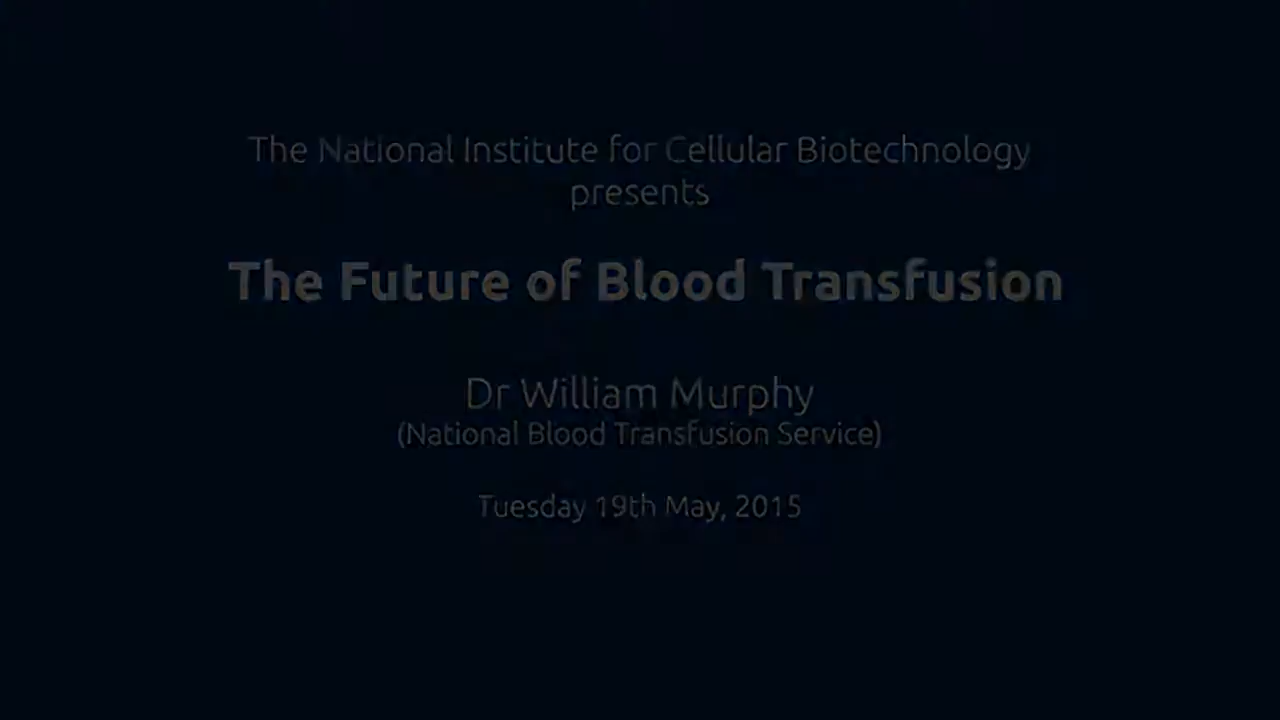 The National Institute for Cellular Biotechnology
presents
The Future of Blood Transfusion
Dr William Murphy
(National Blood Transfusion Service)
Tuesday 19th May, 2015